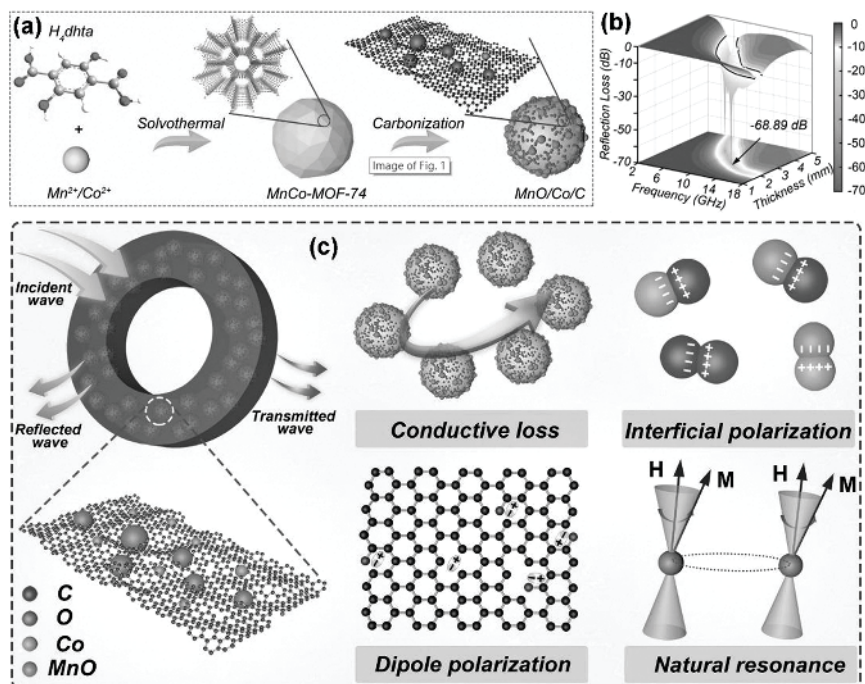 (a)
H4dhta
+
Mn2+/Co2+
Solvothermal
MnCo-MOF-74
Carbonization
Image of Fig. 1
MnO/Co/C
(b)
Reflection Loss (dB)
0
-10
-30
-50
-60
-70
-68.89 dB
2
6
10
14
18
Frequency (GHz)
1
2
3
4
5
Thickness (mm)
0
-10
-20
-30
-40
-50
-60
-70
(c)
Incident
wave
Reflected
wave
Transmitted
wave
C
O
Co
MnO
Conductive loss
Interficial polarization
Dipole polarization
H
M
H
M
Natural resonance